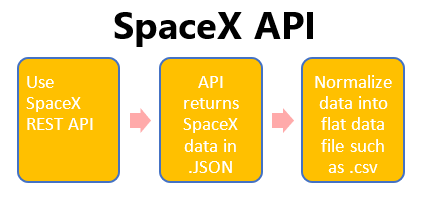 SpaceX API
Use
SpaceX
REST API
API
returns
SpaceX
data in
.JSON
Normalize
data into
flat data
file such
as .csv